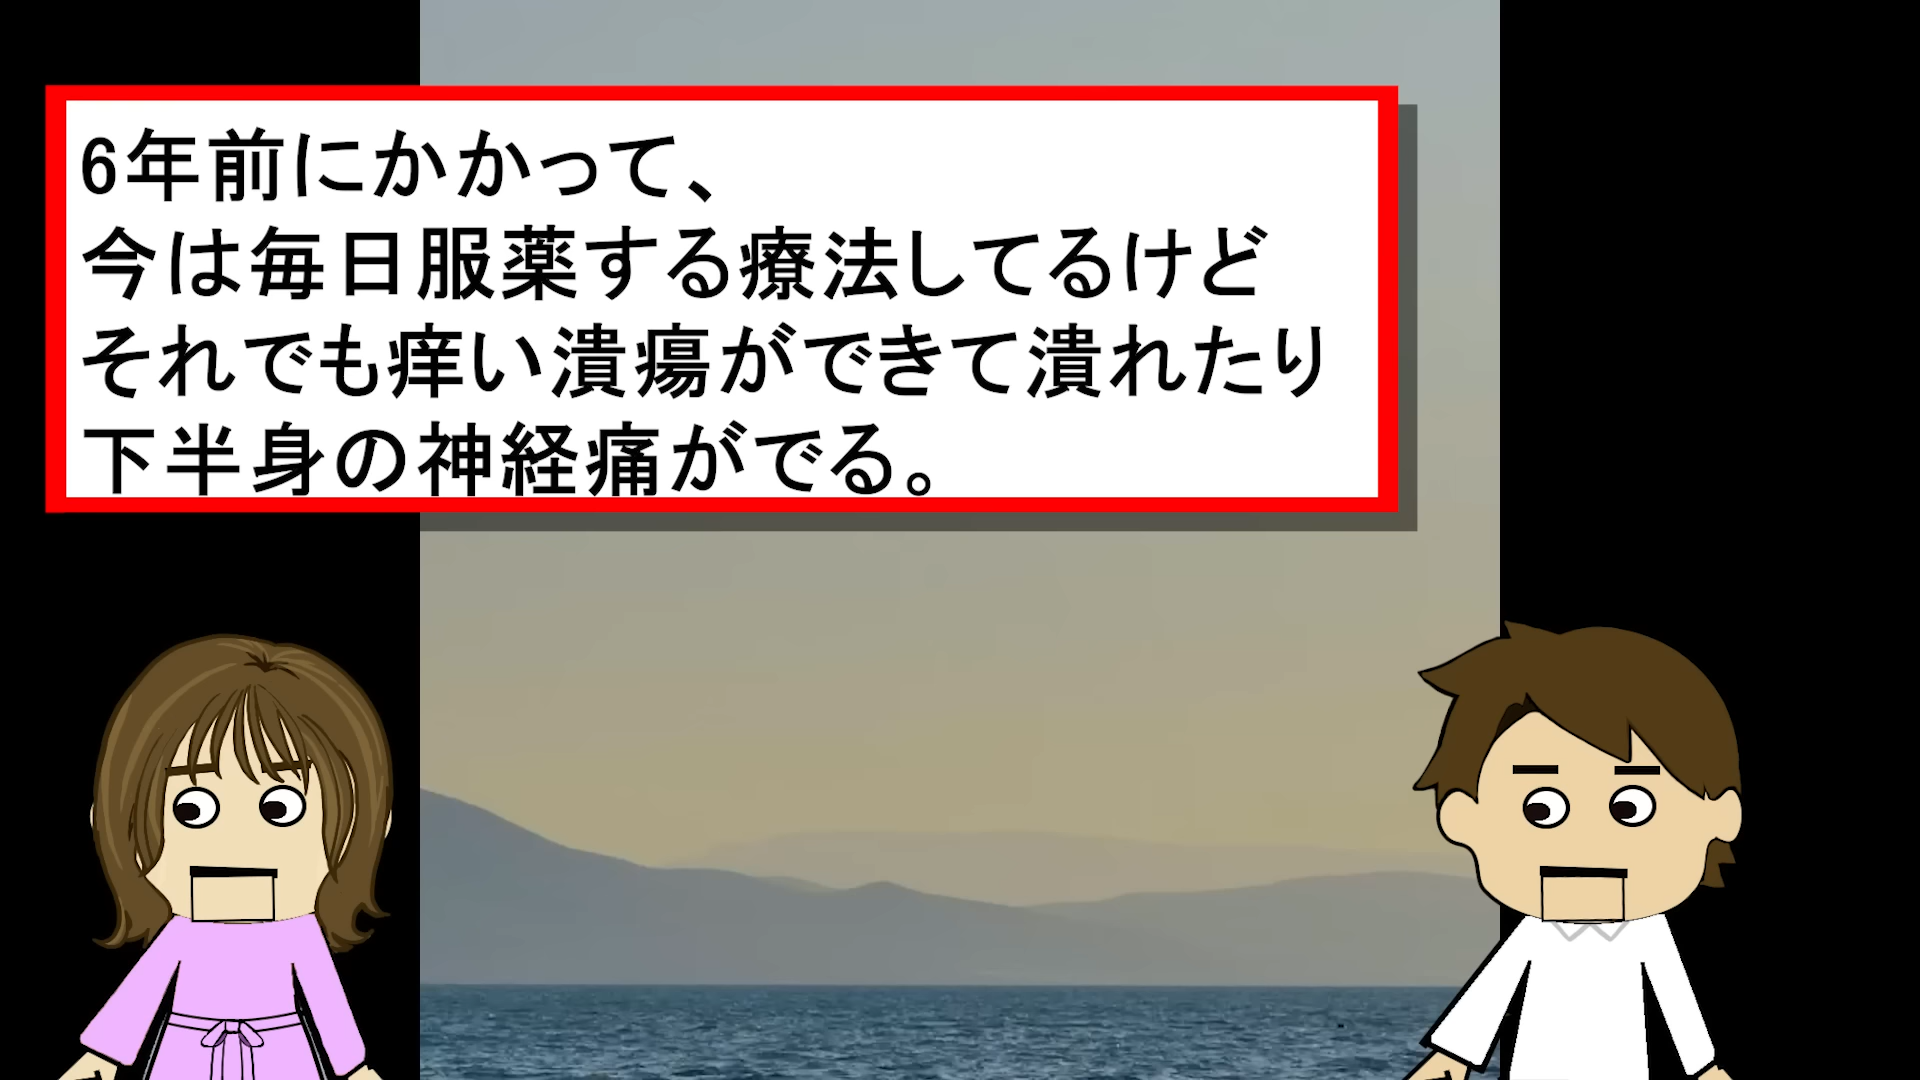 6年前にかかって、
今は毎日服薬する療法してるけど
それでも痒い潰瘍ができて潰れたり
下半身の神経痛がでる。